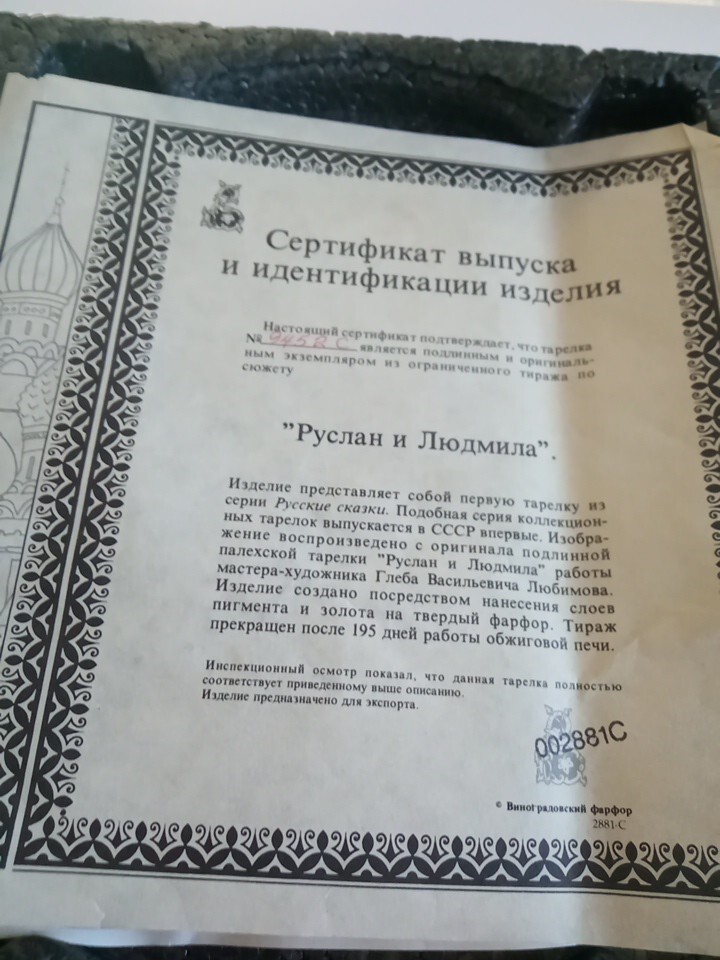 Сертификат выпуска
и идентификации изделия
Настоящий сертификат подтверждает, что тарелка
№ является подлинным и оригиналь-
ным экземпляром из ограниченного тиража по
сюжету
"Руслан и Людмила".
Изделие представляет собой первую тарелку из
серии Русские сказки. Подобная серия коллекцион-
ных тарелок выпускается в СССР впервые. Изобра-
жение воспроизведено с оригинала подлинной
палехской тарелки "Руслан и Людмила" работы
мастера-художника Глеба Васильевича Любимова.
Изделие создано посредством нанесения слоев
пигмента и золота на твердый фарфор. Тираж
прекращен после 195 дней работы обжиговой печи.
Инспекционный осмотр показал, что данная тарелка полностью
соответствует приведенному выше описанию.
Изделие предназначено для экспорта.
002881C
© Виноградовский фарфор
2881-C